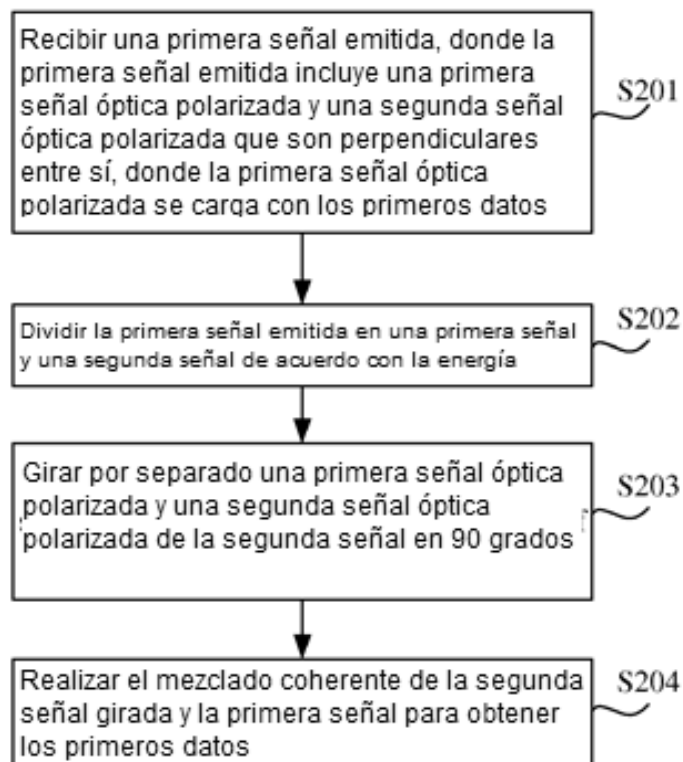 Recibir una primera señal emitida, donde la
primera señal emitida incluye una primera
señal óptica polarizada y una segunda señal
óptica polarizada que son perpendiculares
entre sí, donde la primera señal óptica
polarizada se carga con los primeros datos
S201
Dividir la primera señal emitida en una primera señal
y una segunda señal de acuerdo con la energía
S202
Girar por separado una primera señal óptica
polarizada y una segunda señal óptica
polarizada de la segunda señal en 90 grados
S203
Realizar el mezclado coherente de la segunda
señal girada y la primera señal para obtener
los primeros datos
S204